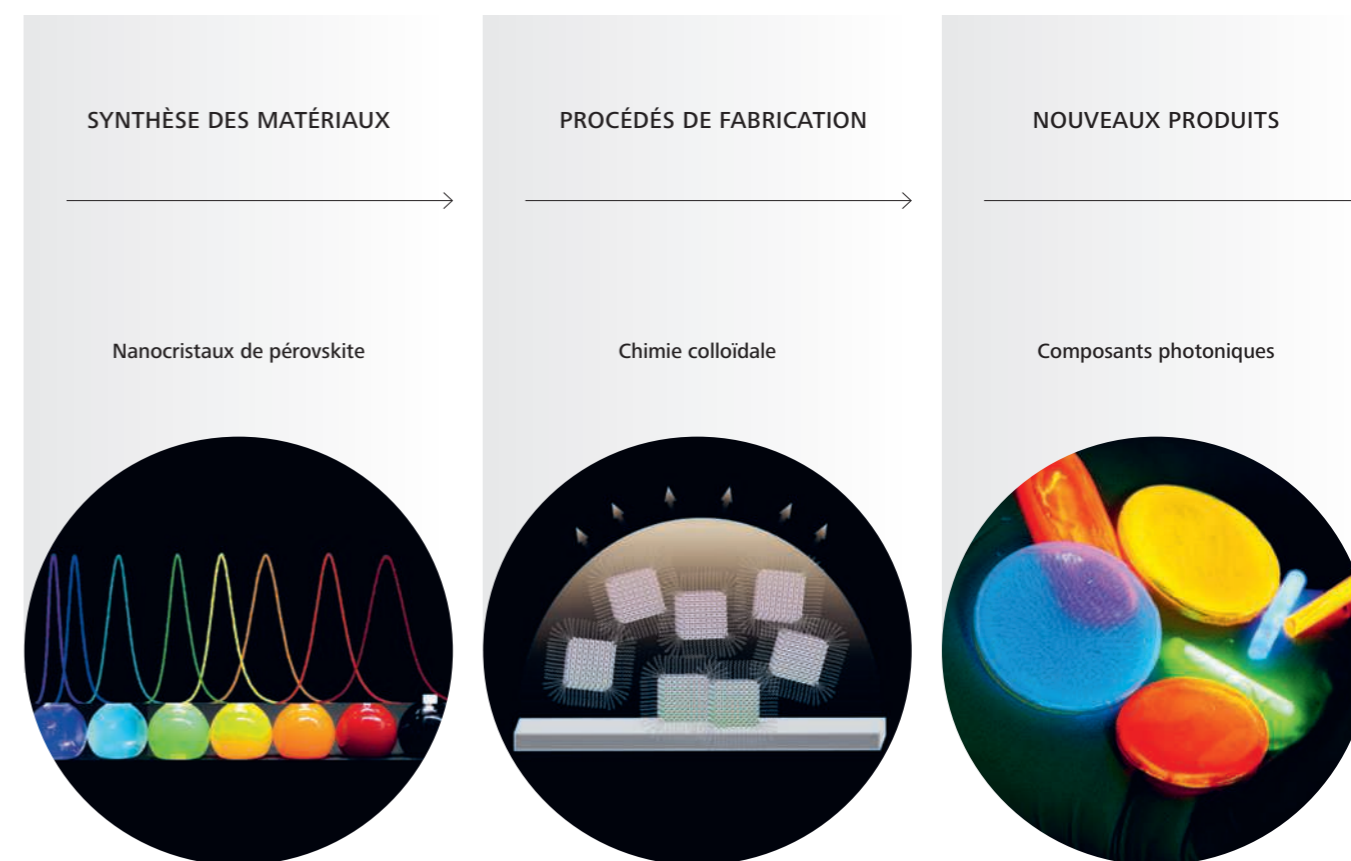 SYNTHÈSE DES MATÉRIAUX
PROCÉDÉS DE FABRICATION
NOUVEAUX PRODUITS
Nanocristaux de pérovskite
Chimie colloïdale
Composants photoniques